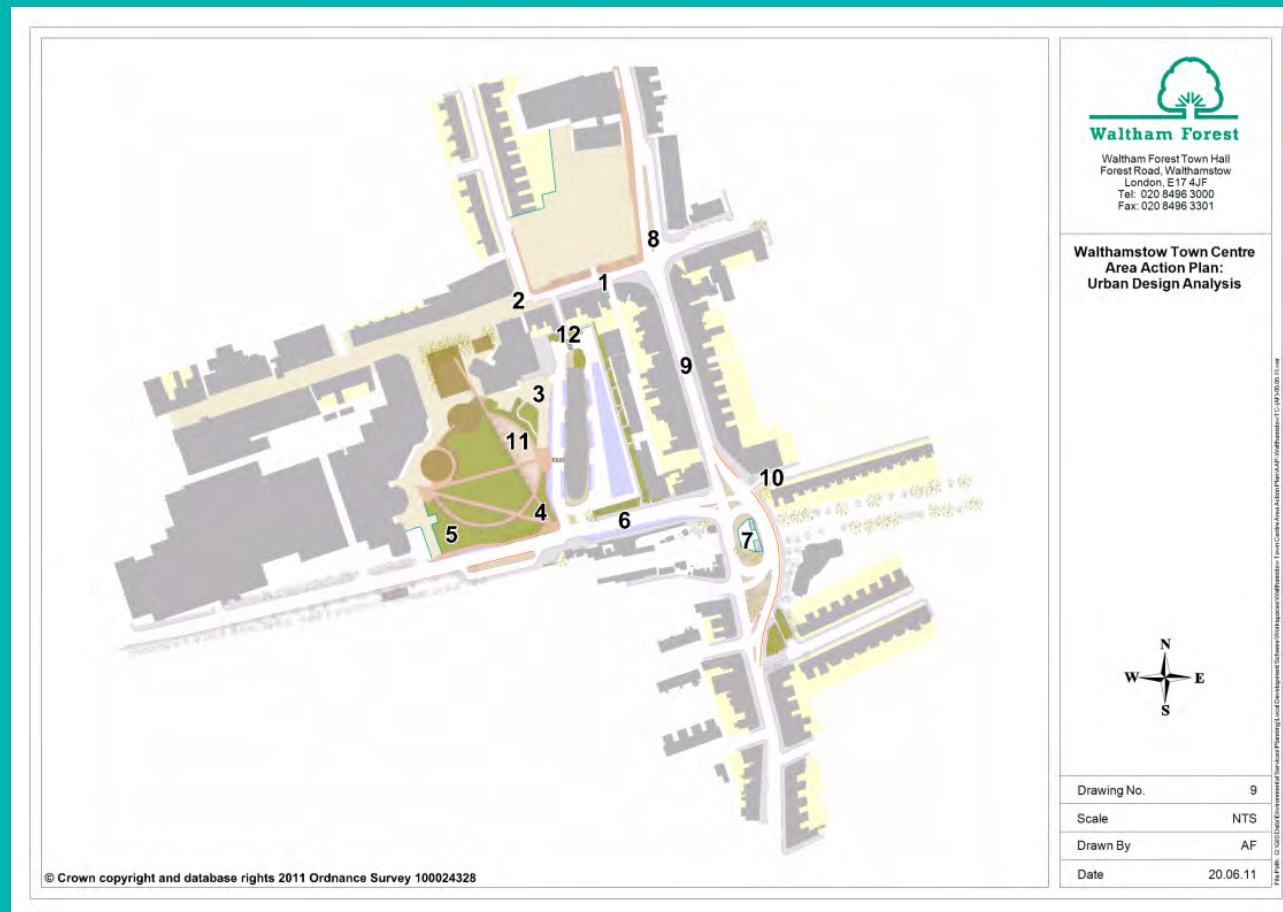 8
1
2
12
9
3
11
10
4
6
5
7
© Crown copyright and database rights 2011 Ordnance Survey 100024328
Waltham Forest
Waltham Forest Town Hall
Forest Road, Walthamstow
London, E17 4JF
Tel: 020 8496 3000
Fax: 020 8496 3301
Walthamstow Town Centre
Area Action Plan:
Urban Design Analysis
N
W E
S
Drawing No. 9
Scale NTS
Drawn By AF
Date 20.06.11